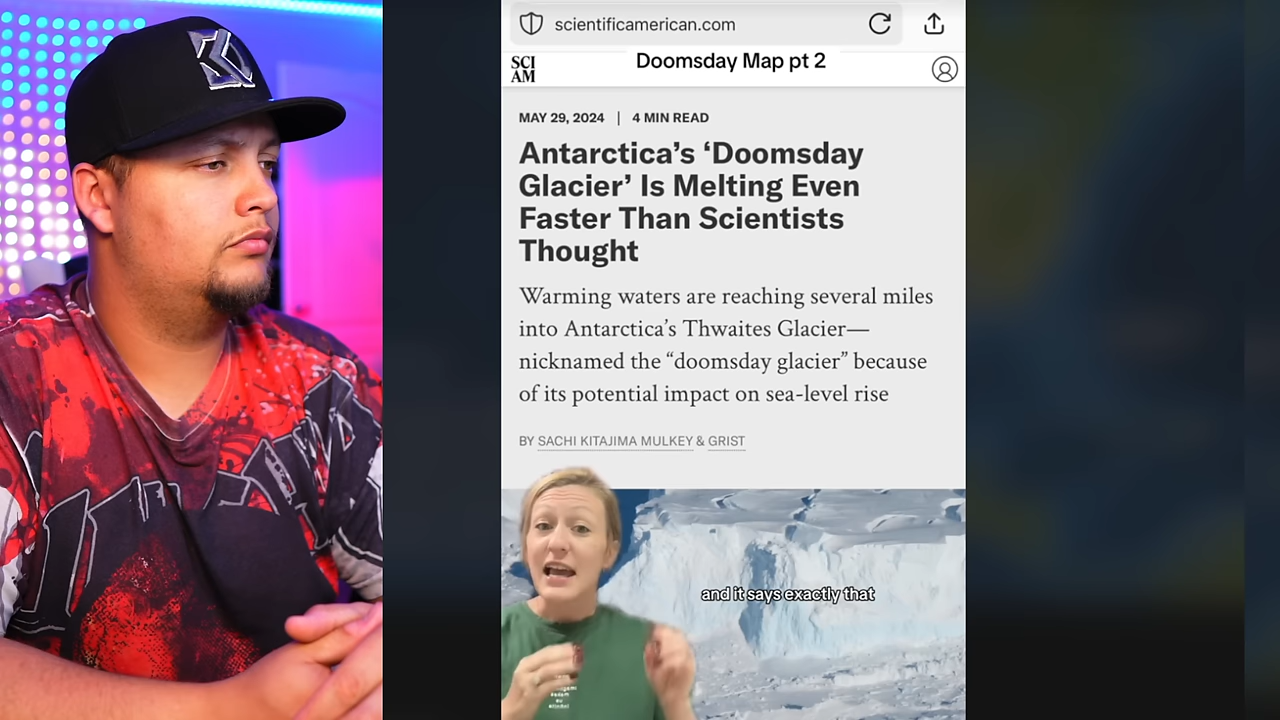 scientificamerican.com
SCI
AM
Doomsday Map pt 2
MAY 29, 2024 | 4 MIN READ
Antarctica’s ‘Doomsday
Glacier’ Is Melting Even
Faster Than Scientists
Thought
Warming waters are reaching several miles
into Antarctica’s Thwaites Glacier—
nicknamed the “doomsday glacier” because
of its potential impact on sea-level rise
BY SACHI KITAJIMA MULKEY & GRIST
and it says exactly that